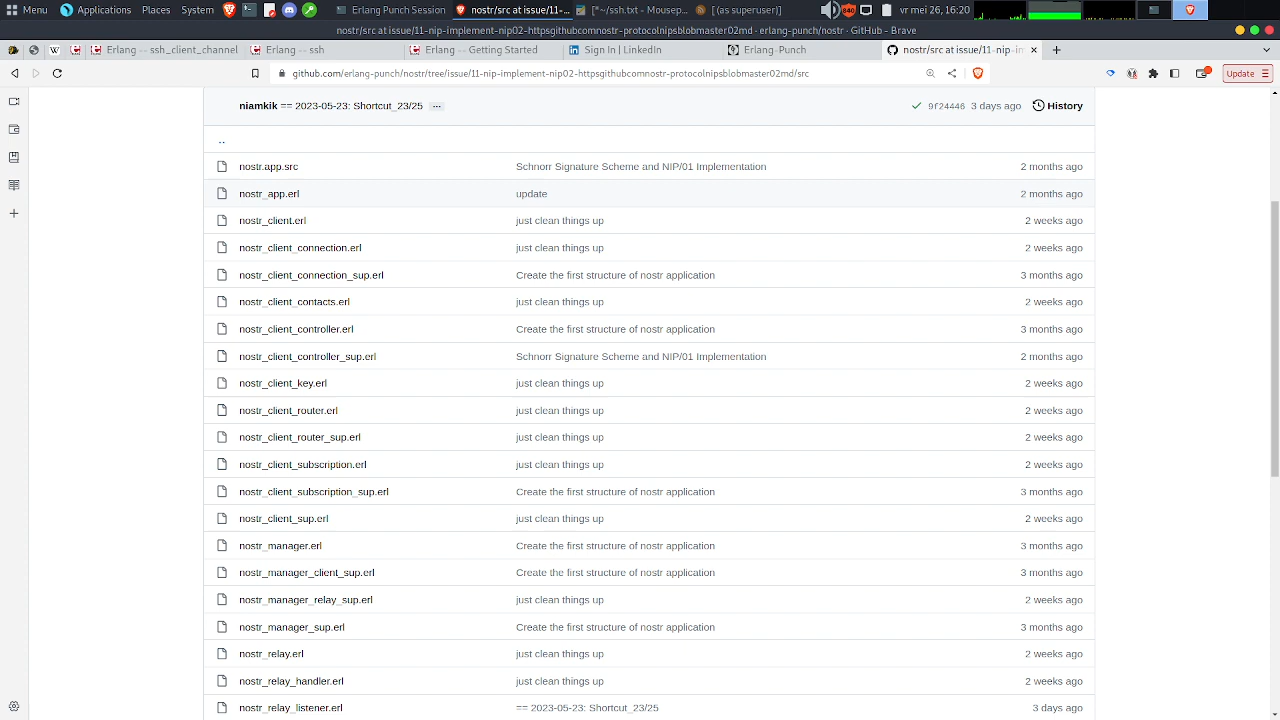 Menu Applications Places System Erlang Punch Session nostr/src at issue/11-... [*~/ssh.txt - Mousep... [(as superuser)] 840 vr mei 26, 16:20
nostr/src at issue/11-nip-implement-nip02-httpsgithubcomnostr-protocolnipsblobmaster02md - erlang-punch/nostr · GitHub - Brave
Erlang -- ssh_client_channel Erlang -- ssh Erlang -- Getting Started Sign In | LinkedIn Erlang-Punch nostr/src at issue/11-nip-im
github.com/erlang-punch/nostr/tree/issue/11-nip-implement-nip02-httpsgithubcomnostr-protocolnipsblobmaster02md/src Update
niamkik == 2023-05-23: Shortcut_23/25 ... 9f24446 3 days ago History
..
nostr.app.src Schnorr Signature Scheme and NIP/01 Implementation 2 months ago
nostr_app.erl update 2 months ago
nostr_client.erl just clean things up 2 weeks ago
nostr_client_connection.erl just clean things up 2 weeks ago
nostr_client_connection_sup.erl Create the first structure of nostr application 3 months ago
nostr_client_contacts.erl just clean things up 2 weeks ago
nostr_client_controller.erl Create the first structure of nostr application 3 months ago
nostr_client_controller_sup.erl Schnorr Signature Scheme and NIP/01 Implementation 2 months ago
nostr_client_key.erl just clean things up 2 weeks ago
nostr_client_router.erl just clean things up 2 weeks ago
nostr_client_router_sup.erl just clean things up 2 weeks ago
nostr_client_subscription.erl just clean things up 2 weeks ago
nostr_client_subscription_sup.erl Create the first structure of nostr application 3 months ago
nostr_client_sup.erl just clean things up 2 weeks ago
nostr_manager.erl Create the first structure of nostr application 3 months ago
nostr_manager_client_sup.erl Create the first structure of nostr application 3 months ago
nostr_manager_relay_sup.erl just clean things up 2 weeks ago
nostr_manager_sup.erl Create the first structure of nostr application 3 months ago
nostr_relay.erl just clean things up 2 weeks ago
nostr_relay_handler.erl just clean things up 2 weeks ago
nostr_relay_listener.erl == 2023-05-23: Shortcut_23/25 3 days ago